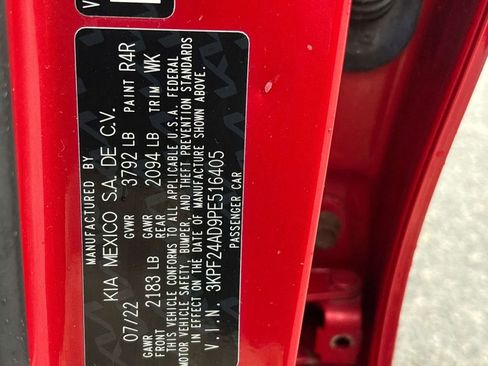 MANUFACTURED BY
KIA MEXICO S.A. DE C.V.
07/22 GVWR 3792 LB PAINT R4R
GAWR FRONT 2183 LB GAWR REAR 2094 LB TRIM WK
THIS VEHICLE CONFORMS TO ALL APPLICABLE U.S.A. FEDERAL
MOTOR VEHICLE SAFETY, BUMPER, AND THEFT PREVENTION STANDARDS
IN EFFECT ON THE DATE OF MANUFACTURE SHOWN ABOVE.
V.I.N. 3KPF24AD9PE516405
PASSENGER CAR